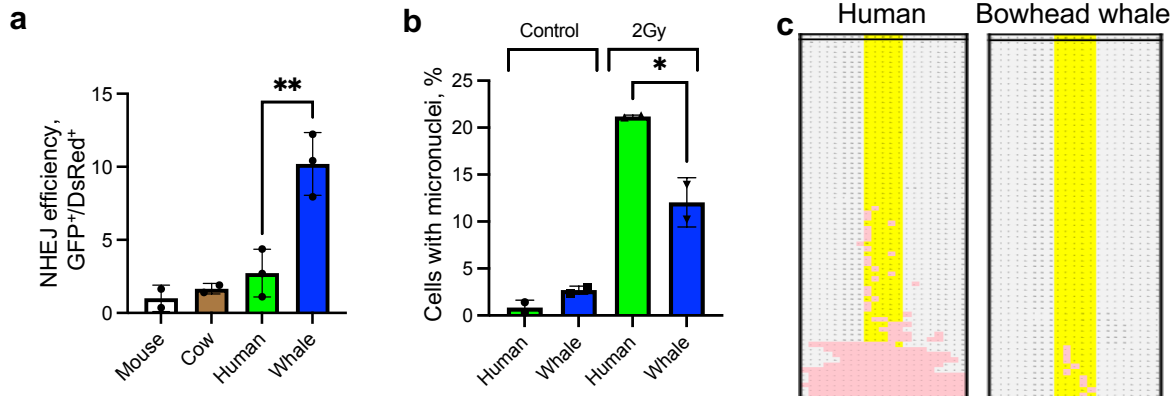 a
NHEJ efficiency,
GFP⁺/DsRed⁺
15
10
5
0
**
Mouse
Cow
Human
Whale
b
Control
2Gy
*
Cells with micronuclei, %
25
20
15
10
5
0
Human
Whale
Human
Whale
c
Human
Bowhead whale